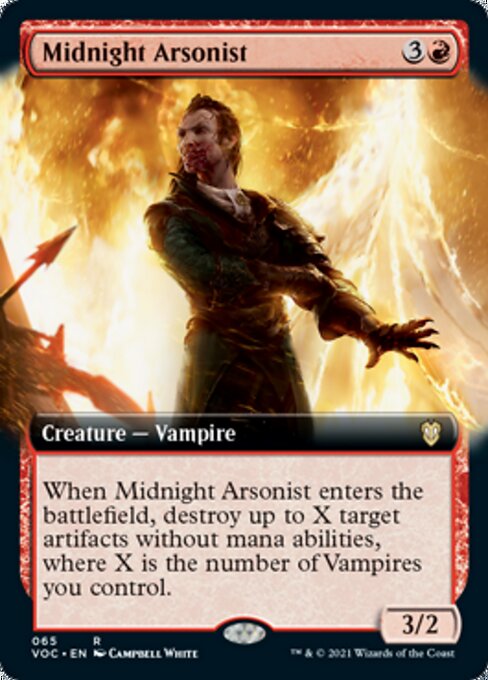 Midnight Arsonist 3
Creature — Vampire
When Midnight Arsonist enters the
battlefield, destroy up to X target
artifacts without mana abilities,
where X is the number of Vampires
you control.
3/2
065 R
VOC • EN Campbell White ™ & © 2021 Wizards of the Coast